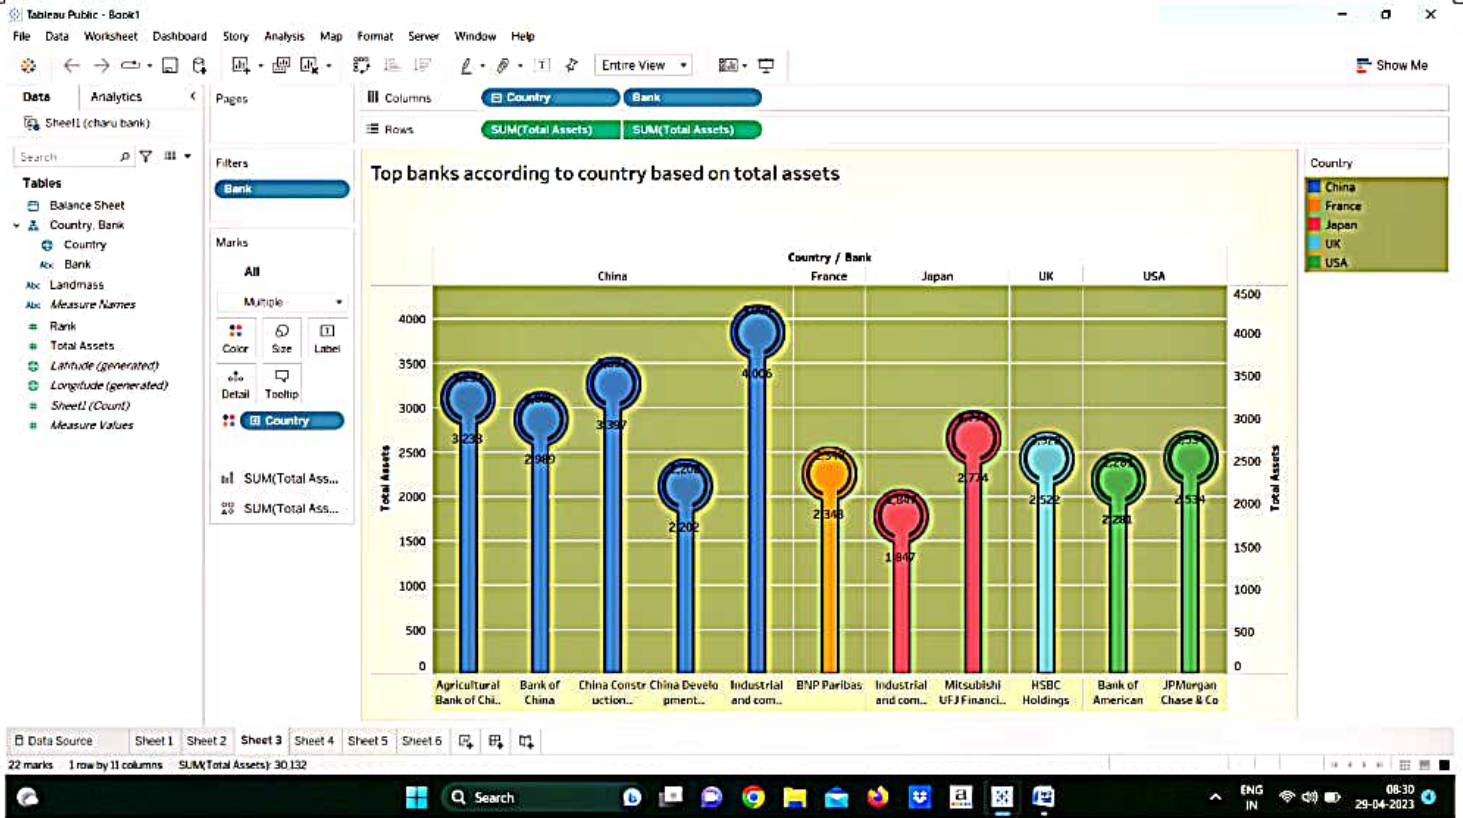 Tableau Public - Book1
File Data Worksheet Dashboard Story Analysis Map Format Server Window Help
Entire View
Show Me
Data Analytics
Sheet1 (charu bank)
Search
Tables
Balance Sheet
Country, Bank
Country
Abc Bank
Abc Landmass
Abc Measure Names
# Rank
# Total Assets
Latitude (generated)
Longitude (generated)
# Sheet1 (Count)
# Measure Values
Pages
Filters
Bank
Marks
All
Multiple
Color Size Label
Detail Tooltip
Country
SUM(Total Ass...
SUM(Total Ass...
Columns Country Bank
Rows SUM(Total Assets) SUM(Total Assets)
Top banks according to country based on total assets
Country / Bank
China France Japan UK USA
Total Assets
4000
3500
3000
2500
2000
1500
1000
500
0
3,233
2,989
3,397
2,202
4,006
2,348
1,847
2,774
2,522
2,281
2,534
4500
4000
3500
3000
2500
2000
1500
1000
500
0
Total Assets
Agricultural Bank of China Constr China Develo Industrial BNP Paribas Industrial Mitsubishi HSBC Bank of JPMorgan
Bank of Chi.. China uction... pment... and com... and com... UFJ Financi... Holdings American Chase & Co
Country
China
France
Japan
UK
USA
Data Source Sheet 1 Sheet 2 Sheet 3 Sheet 4 Sheet 5 Sheet 6
22 marks 1 row by 11 columns SUM(Total Assets): 30,132
Search
ENG
IN
08:30
29-04-2023